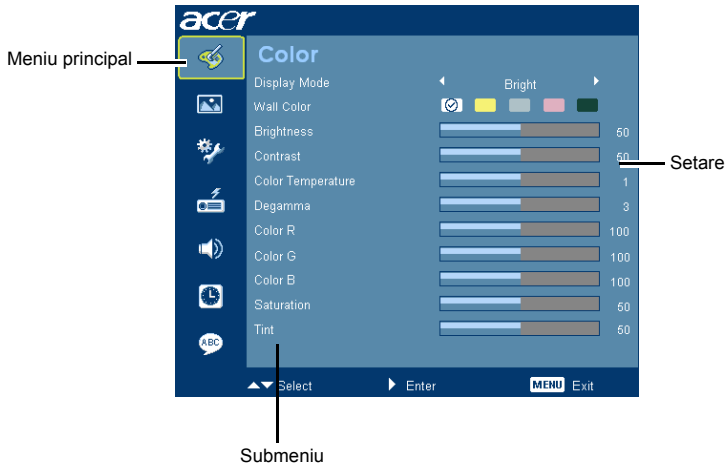 acer
Meniu principal
Color
Display Mode Bright
Wall Color
Brightness 50
Contrast 50
Setare
Color Temperature 1
Degamma 3
Color R 100
Color G 100
Color B 100
Saturation 50
Tint 50
ABC
Select Enter MENU Exit
Submeniu